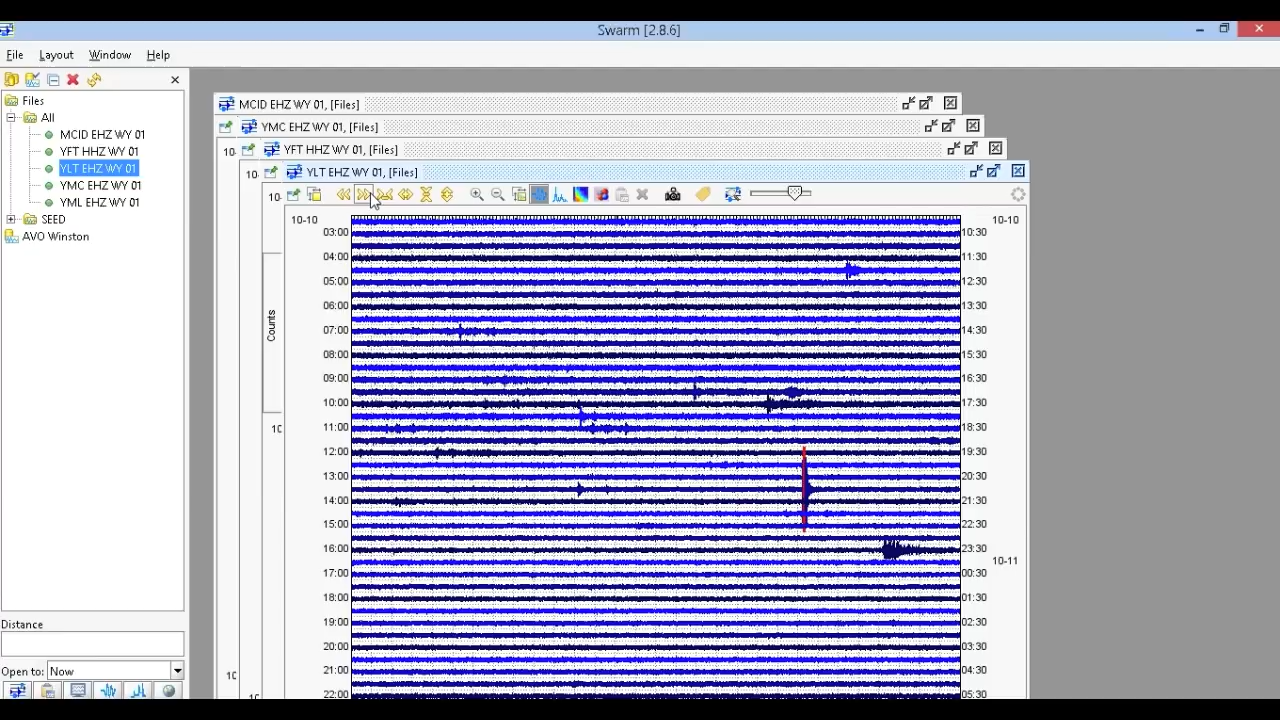 Swarm [2.8.6]
File Layout Window Help
Files
All
MCID EHZ WY 01
YFT HHZ WY 01
YLT EHZ WY 01
YMC EHZ WY 01
YML EHZ WY 01
SEED
AVO Winston
Distance
Open to: Now
MCID EHZ WY 01, [Files]
YMC EHZ WY 01, [Files]
10- YFT HHZ WY 01, [Files]
10- YLT EHZ WY 01, [Files]
10-
10-10 10-10
03:00 10:30
04:00 11:30
05:00 12:30
06:00 13:30
07:00 14:30
Counts
08:00 15:30
09:00 16:30
10:00 17:30
10 11:00 18:30
12:00 19:30
13:00 20:30
14:00 21:30
15:00 22:30
16:00 23:30
10-11
17:00 00:30
18:00 01:30
19:00 02:30
20:00 03:30
10 21:00 04:30
10 22:00 05:30